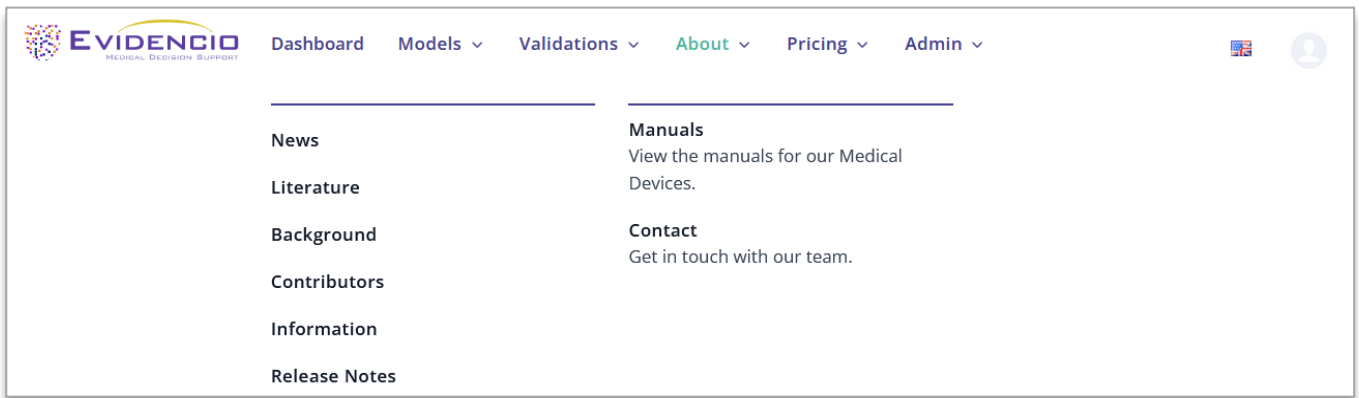 EVIDENCIO
MEDICAL DECISION SUPPORT
Dashboard Models Validations About Pricing Admin
News
Literature
Background
Contributors
Information
Release Notes
Manuals
View the manuals for our Medical
Devices.
Contact
Get in touch with our team.